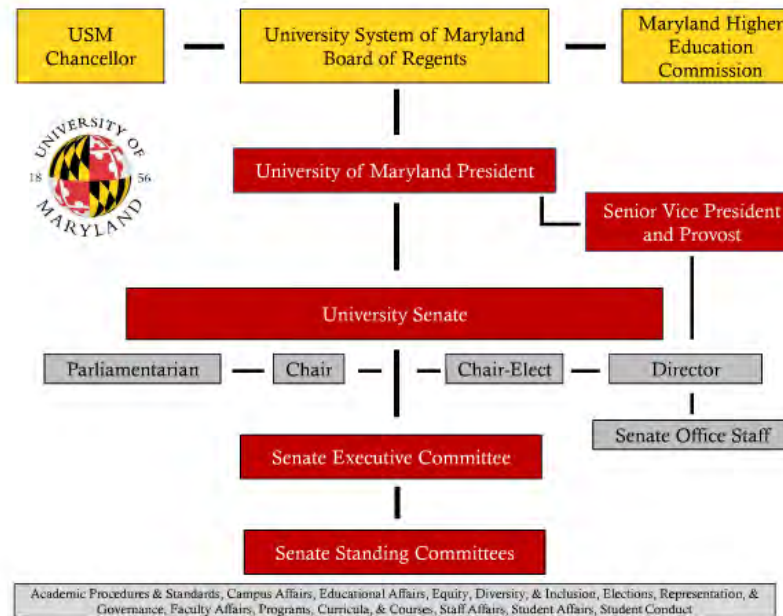 USM
Chancellor
University System of Maryland
Board of Regents
Maryland Higher
Education
Commission
UNIVERSITY OF
18 56
MARYLAND
University of Maryland President
Senior Vice President
and Provost
University Senate
Parliamentarian
Chair
Chair-Elect
Director
Senate Office Staff
Senate Executive Committee
Senate Standing Committees
Academic Procedures & Standards, Campus Affairs, Educational Affairs, Equity, Diversity, & Inclusion, Elections, Representation, &
Governance, Faculty Affairs, Programs, Curricula, & Courses, Staff Affairs, Student Affairs, Student Conduct